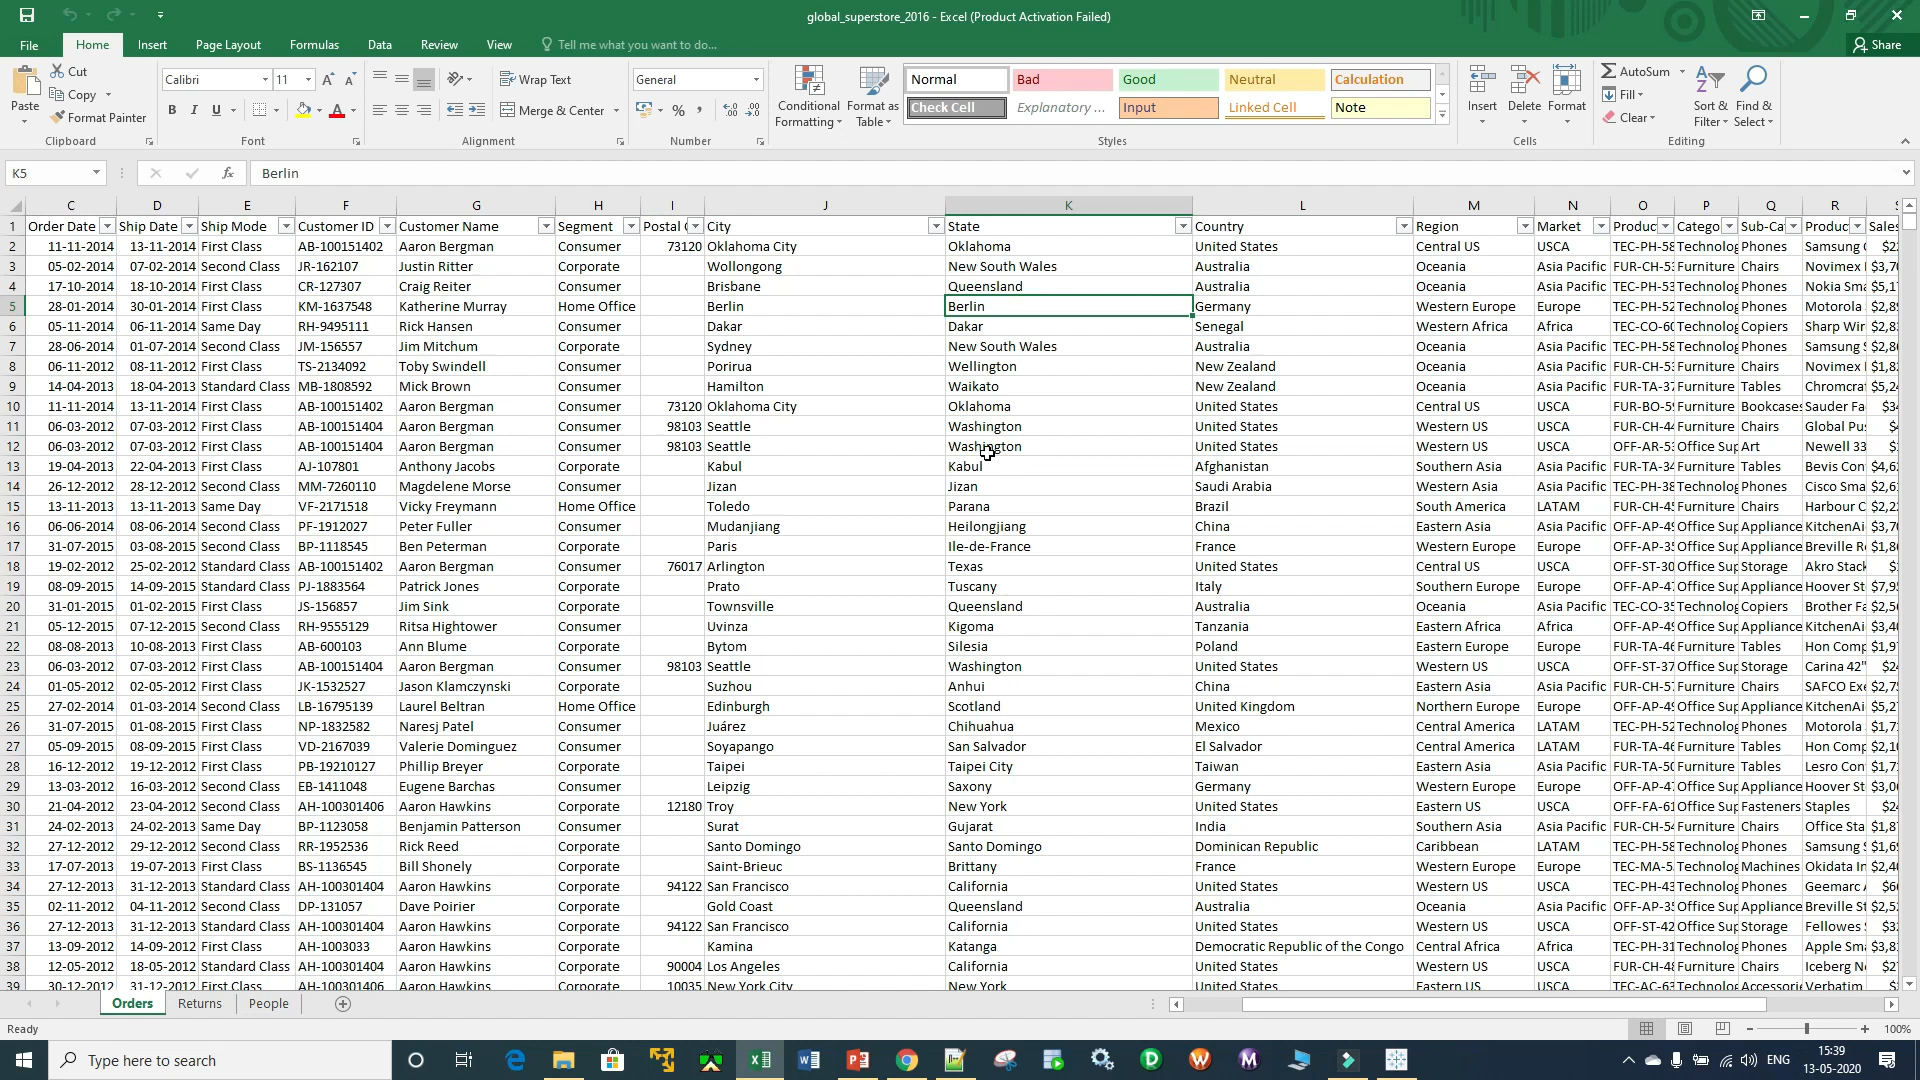 global_superstore_2016 - Excel (Product Activation Failed)
File Home Insert Page Layout Formulas Data Review View Tell me what you want to do... Share
Paste Cut Copy Format Painter Clipboard
Calibri 11 B I U Font
Wrap Text Merge & Center Alignment
General % , Number
Conditional Formatting Format as Table
Normal Bad Good Neutral Calculation
Check Cell Explanatory ... Input Linked Cell Note
Styles
Insert Delete Format Cells
AutoSum Fill Clear Sort & Filter Find & Select Editing
K5 fx Berlin
C D E F G H I J K L M N O P Q R S
1 Order Date Ship Date Ship Mode Customer ID Customer Name Segment Postal City State Country Region Market Produc Catego Sub-Ca Produc Sales
2 11-11-2014 13-11-2014 First Class AB-100151402 Aaron Bergman Consumer 73120 Oklahoma City Oklahoma United States Central US USCA TEC-PH-58 Technolog Phones Samsung
3 05-02-2014 07-02-2014 Second Class JR-162107 Justin Ritter Corporate Wollongong New South Wales Australia Oceania Asia Pacific FUR-CH-53 Furniture Chairs Novimex $3,70
4 17-10-2014 18-10-2014 First Class CR-127307 Craig Reiter Consumer Brisbane Queensland Australia Oceania Asia Pacific TEC-PH-53 Technolog Phones Nokia Sma $5,17
5 28-01-2014 30-01-2014 First Class KM-1637548 Katherine Murray Home Office Berlin Berlin Germany Western Europe Europe TEC-PH-52 Technolog Phones Motorola $2,89
6 05-11-2014 06-11-2014 Same Day RH-9495111 Rick Hansen Consumer Dakar Dakar Senegal Western Africa Africa TEC-CO-60 Technolog Copiers Sharp Wir $2,83
7 28-06-2014 01-07-2014 Second Class JM-156557 Jim Mitchum Corporate Sydney New South Wales Australia Oceania Asia Pacific TEC-PH-58 Technolog Phones Samsung $2,86
8 06-11-2012 08-11-2012 First Class TS-2134092 Toby Swindell Consumer Porirua Wellington New Zealand Oceania Asia Pacific FUR-CH-53 Furniture Chairs Novimex $1,82
9 14-04-2013 18-04-2013 Standard Class MB-1808592 Mick Brown Consumer Hamilton Waikato New Zealand Oceania Asia Pacific FUR-TA-37 Furniture Tables Chromcra $5,24
10 11-11-2014 13-11-2014 First Class AB-100151402 Aaron Bergman Consumer 73120 Oklahoma City Oklahoma United States Central US USCA FUR-BO-59 Furniture Bookcases Sauder Fa $34
11 06-03-2012 07-03-2012 First Class AB-100151404 Aaron Bergman Consumer 98103 Seattle Washington United States Western US USCA FUR-CH-44 Furniture Chairs Global Pus
12 06-03-2012 07-03-2012 First Class AB-100151404 Aaron Bergman Consumer 98103 Seattle Washington United States Western US USCA OFF-AR-53 Office Sup Art Newell 33
13 19-04-2013 22-04-2013 First Class AJ-107801 Anthony Jacobs Corporate Kabul Kabul Afghanistan Southern Asia Asia Pacific FUR-TA-34 Furniture Tables Bevis Con $4,62
14 26-12-2012 28-12-2012 Second Class MM-7260110 Magdelene Morse Consumer Jizan Jizan Saudi Arabia Western Asia Asia Pacific TEC-PH-38 Technolog Phones Cisco Sma $2,61
15 13-11-2013 13-11-2013 Same Day VF-2171518 Vicky Freymann Home Office Toledo Parana Brazil South America LATAM FUR-CH-45 Furniture Chairs Harbour C $2,22
16 06-06-2014 08-06-2014 Second Class PF-1912027 Peter Fuller Consumer Mudanjiang Heilongjiang China Eastern Asia Asia Pacific OFF-AP-49 Office Sup Appliance KitchenAi $3,70
17 31-07-2015 03-08-2015 Second Class BP-1118545 Ben Peterman Corporate Paris Ile-de-France France Western Europe Europe OFF-AP-35 Office Sup Appliance Breville Re $1,86
18 19-02-2012 25-02-2012 Standard Class AB-100151402 Aaron Bergman Consumer 76017 Arlington Texas United States Central US USCA OFF-ST-30 Office Sup Storage Akro Stack
19 08-09-2015 14-09-2015 Standard Class PJ-1883564 Patrick Jones Corporate Prato Tuscany Italy Southern Europe Europe OFF-AP-47 Office Sup Appliance Hoover St $7,95
20 31-01-2015 01-02-2015 First Class JS-156857 Jim Sink Corporate Townsville Queensland Australia Oceania Asia Pacific TEC-CO-35 Technolog Copiers Brother Fa $2,56
21 05-12-2015 07-12-2015 Second Class RH-9555129 Ritsa Hightower Consumer Uvinza Kigoma Tanzania Eastern Africa Africa OFF-AP-49 Office Sup Appliance KitchenAi $3,40
22 08-08-2013 10-08-2013 First Class AB-600103 Ann Blume Corporate Bytom Silesia Poland Eastern Europe Europe FUR-TA-46 Furniture Tables Hon Comp $1,97
23 06-03-2012 07-03-2012 First Class AB-100151404 Aaron Bergman Consumer 98103 Seattle Washington United States Western US USCA OFF-ST-37 Office Sup Storage Carina 42" $24
24 01-05-2012 02-05-2012 First Class JK-1532527 Jason Klamczynski Corporate Suzhou Anhui China Eastern Asia Asia Pacific FUR-CH-57 Furniture Chairs SAFCO Exe $2,75
25 27-02-2014 01-03-2014 Second Class LB-16795139 Laurel Beltran Home Office Edinburgh Scotland United Kingdom Northern Europe Europe OFF-AP-49 Office Sup Appliance KitchenAi $5,27
26 31-07-2015 01-08-2015 First Class NP-1832582 Naresj Patel Consumer Juárez Chihuahua Mexico Central America LATAM TEC-PH-52 Technolog Phones Motorola $1,71
27 05-09-2015 08-09-2015 First Class VD-2167039 Valerie Dominguez Consumer Soyapango San Salvador El Salvador Central America LATAM FUR-TA-46 Furniture Tables Hon Comp $2,10
28 16-12-2012 19-12-2012 First Class PB-19210127 Phillip Breyer Corporate Taipei Taipei City Taiwan Eastern Asia Asia Pacific FUR-TA-50 Furniture Tables Lesro Con $1,71
29 13-03-2012 16-03-2012 Second Class EB-1411048 Eugene Barchas Consumer Leipzig Saxony Germany Western Europe Europe OFF-AP-47 Office Sup Appliance Hoover St $3,06
30 21-04-2012 23-04-2012 Second Class AH-100301406 Aaron Hawkins Corporate 12180 Troy New York United States Eastern US USCA OFF-FA-61 Office Sup Fasteners Staples $24
31 24-02-2013 24-02-2013 Same Day BP-1123058 Benjamin Patterson Consumer Surat Gujarat India Southern Asia Asia Pacific FUR-CH-54 Furniture Chairs Office Sta $1,87
32 27-12-2012 29-12-2012 Second Class RR-1952536 Rick Reed Consumer Santo Domingo Santo Domingo Dominican Republic Caribbean LATAM TEC-PH-58 Technolog Phones Samsung $1,69
33 17-07-2013 19-07-2013 First Class BS-1136545 Bill Shonely Corporate Saint-Brieuc Brittany France Western Europe Europe TEC-MA-5 Technolog Machines Okidata In $2,40
34 27-12-2013 31-12-2013 Standard Class AH-100301404 Aaron Hawkins Corporate 94122 San Francisco California United States Western US USCA TEC-PH-43 Technolog Phones Geemarc
35 02-11-2012 04-11-2012 Second Class DP-131057 Dave Poirier Corporate Gold Coast Queensland Australia Oceania Asia Pacific OFF-AP-35 Office Sup Appliance Breville St $2,52
36 27-12-2013 31-12-2013 Standard Class AH-100301404 Aaron Hawkins Corporate 94122 San Francisco California United States Western US USCA OFF-ST-42 Office Sup Storage Fellowes
37 13-09-2012 14-09-2012 First Class AH-1003033 Aaron Hawkins Corporate Kamina Katanga Democratic Republic of the Congo Central Africa Africa TEC-PH-31 Technolog Phones Apple Sma $3,83
38 12-05-2012 18-05-2012 Standard Class AH-100301404 Aaron Hawkins Corporate 90004 Los Angeles California United States Western US USCA FUR-CH-48 Furniture Chairs Iceberg $27
39 30-12-2013 31-12-2013 First Class AH-100301406 Aaron Hawkins Corporate 10035 New York City New York United States Eastern US USCA TEC-AC-63 Technolog Accessorie Verbatim
Orders Returns People
Ready 100%
Type here to search ENG 15:39
13-05-2020